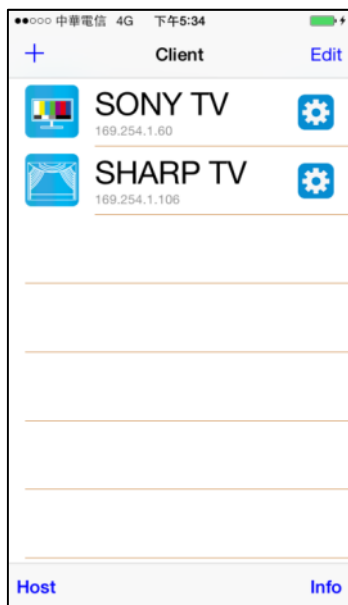 中華電信 4G 下午5:34
+ Client Edit
SONY TV
169.254.1.60
SHARP TV
169.254.1.106
Host Info